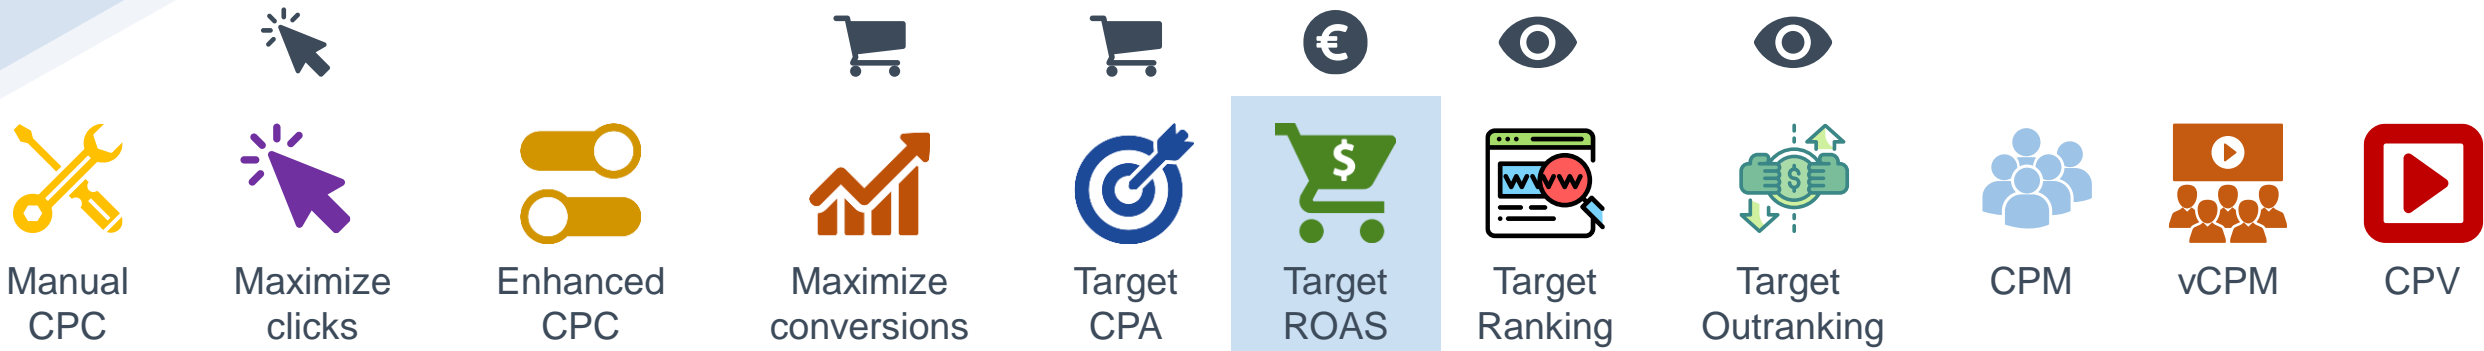 €
$
www
$
Manual
CPC
Maximize
clicks
Enhanced
CPC
Maximize
conversions
Target
CPA
Target
ROAS
Target
Ranking
Target
Outranking
CPM
vCPM
CPV